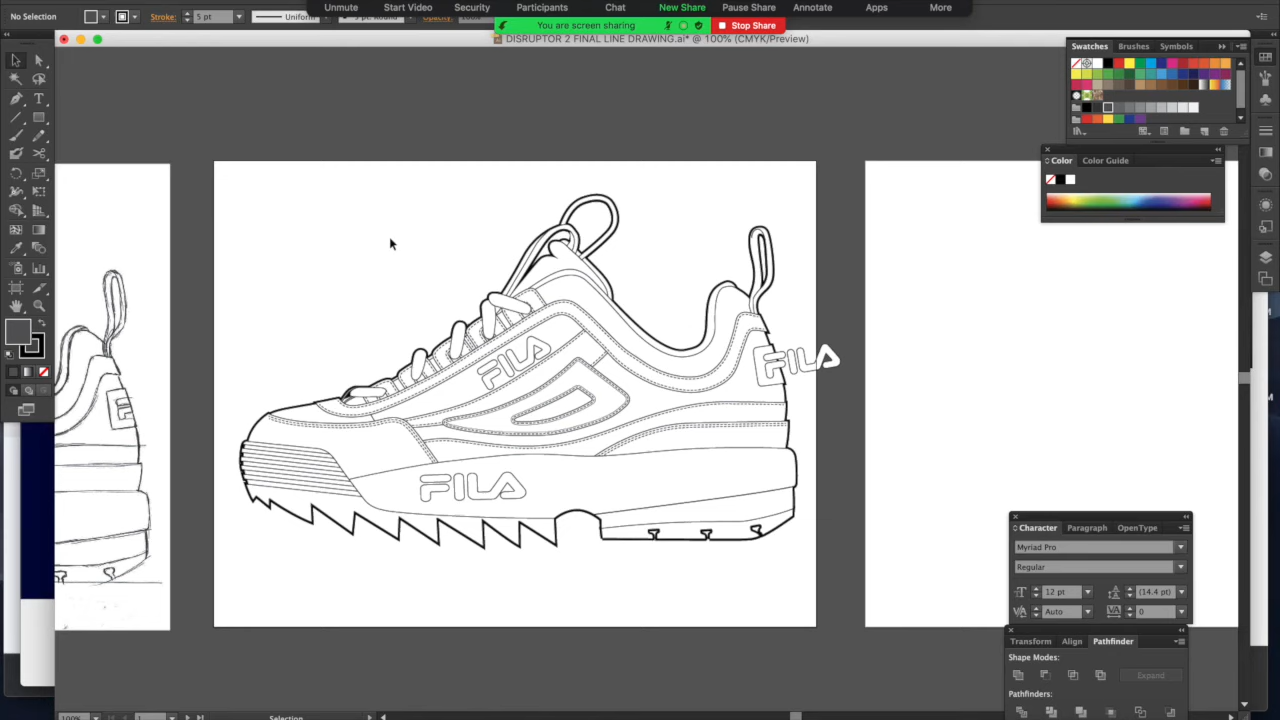 Unmute Start Video Security Participants Chat New Share Pause Share Annotate Apps More
No Selection Stroke: 5 pt Uniform Opacity:
You are screen sharing Stop Share
DISRUPTOR 2 FINAL LINE DRAWING.ai* @ 100% (CMYK/Preview)
Swatches Brushes Symbols
Color Color Guide
FILA
FILA
FILA
Character Paragraph OpenType
Myriad Pro
Regular
12 pt (14.4 pt)
Auto 0
Transform Align Pathfinder
Shape Modes:
Expand
Pathfinders:
100% 1 Selection